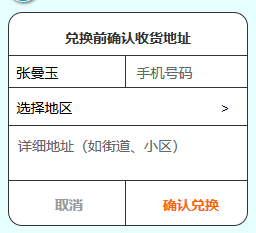 兑换前确认收货地址
张曼玉 手机号码
选择地区 >
详细地址（如街道、小区）
取消 确认兑换